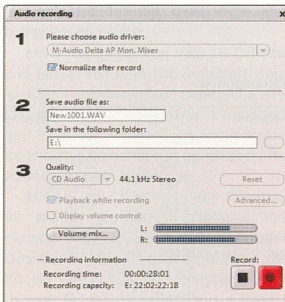 Audio recording x
1 Please choose audio driver:
M-Audio Delta AP Mon. Mixer
Normalize after record
2 Save audio file as:
New1001.WAV
Save in the following folder:
E:\
3 Quality:
CD Audio 44.1 kHz Stereo Reset
Playback while recording Advanced...
Display volume control
Volume mix... L:
R:
Recording information Record:
Recording time: 00:00:28:01
Recording capacity: E: 22:02:22:18